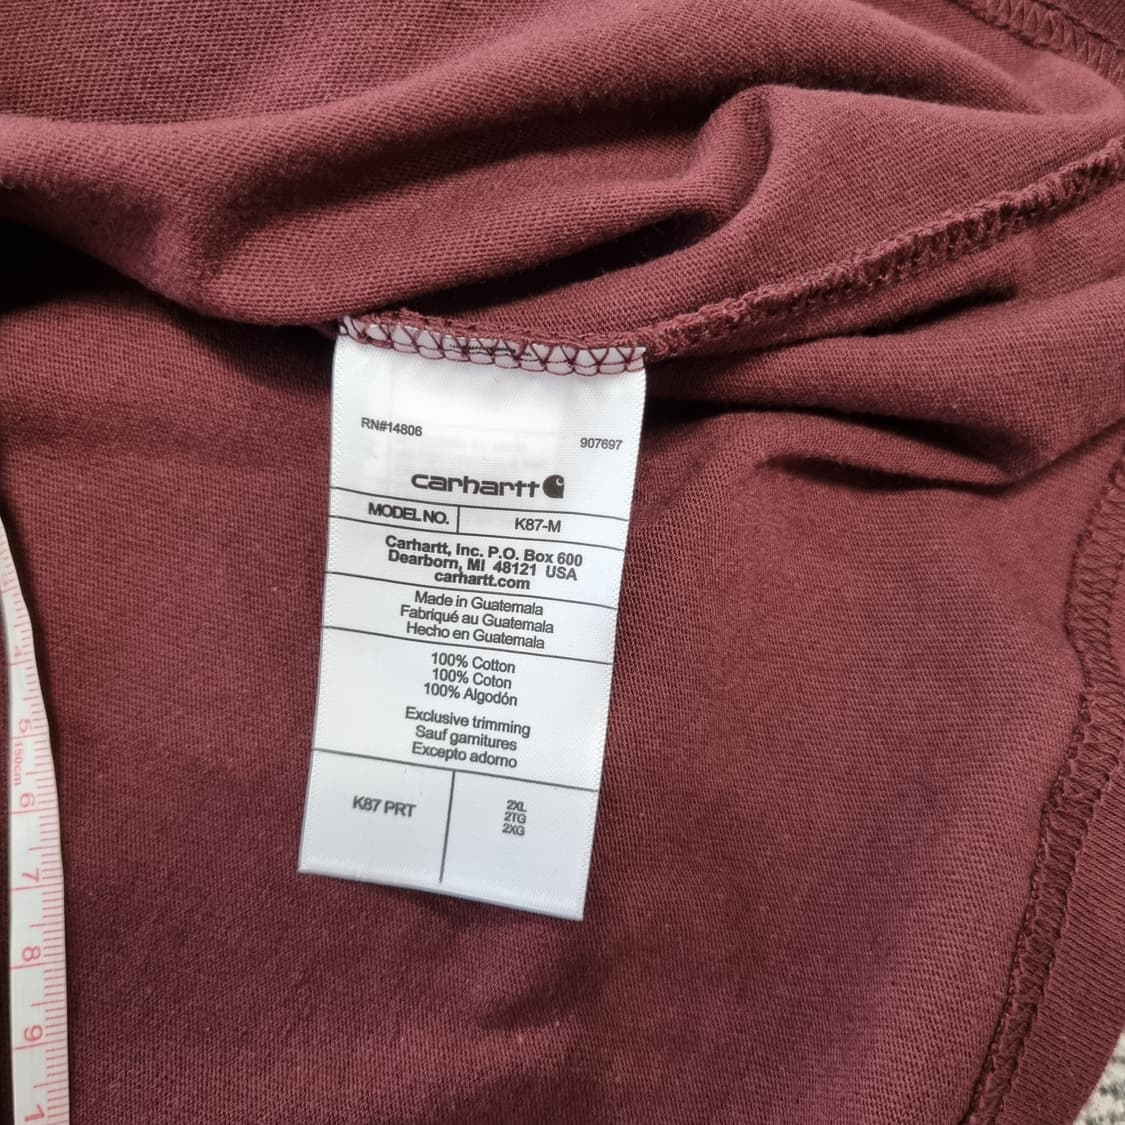 RN#14806
907697
carhartt
MODEL NO. K87-M
Carhartt, Inc. P.O. Box 600
Dearborn, MI 48121 USA
carhartt.com
Made in Guatemala
Fabriqué au Guatemala
Hecho en Guatemala
100% Cotton
100% Coton
100% Algodón
Exclusive trimming
Sauf garnitures
Excepto adorno
K87 PRT
2XL
2TG
2XG
4
5
150cm
6
7
8
9
1